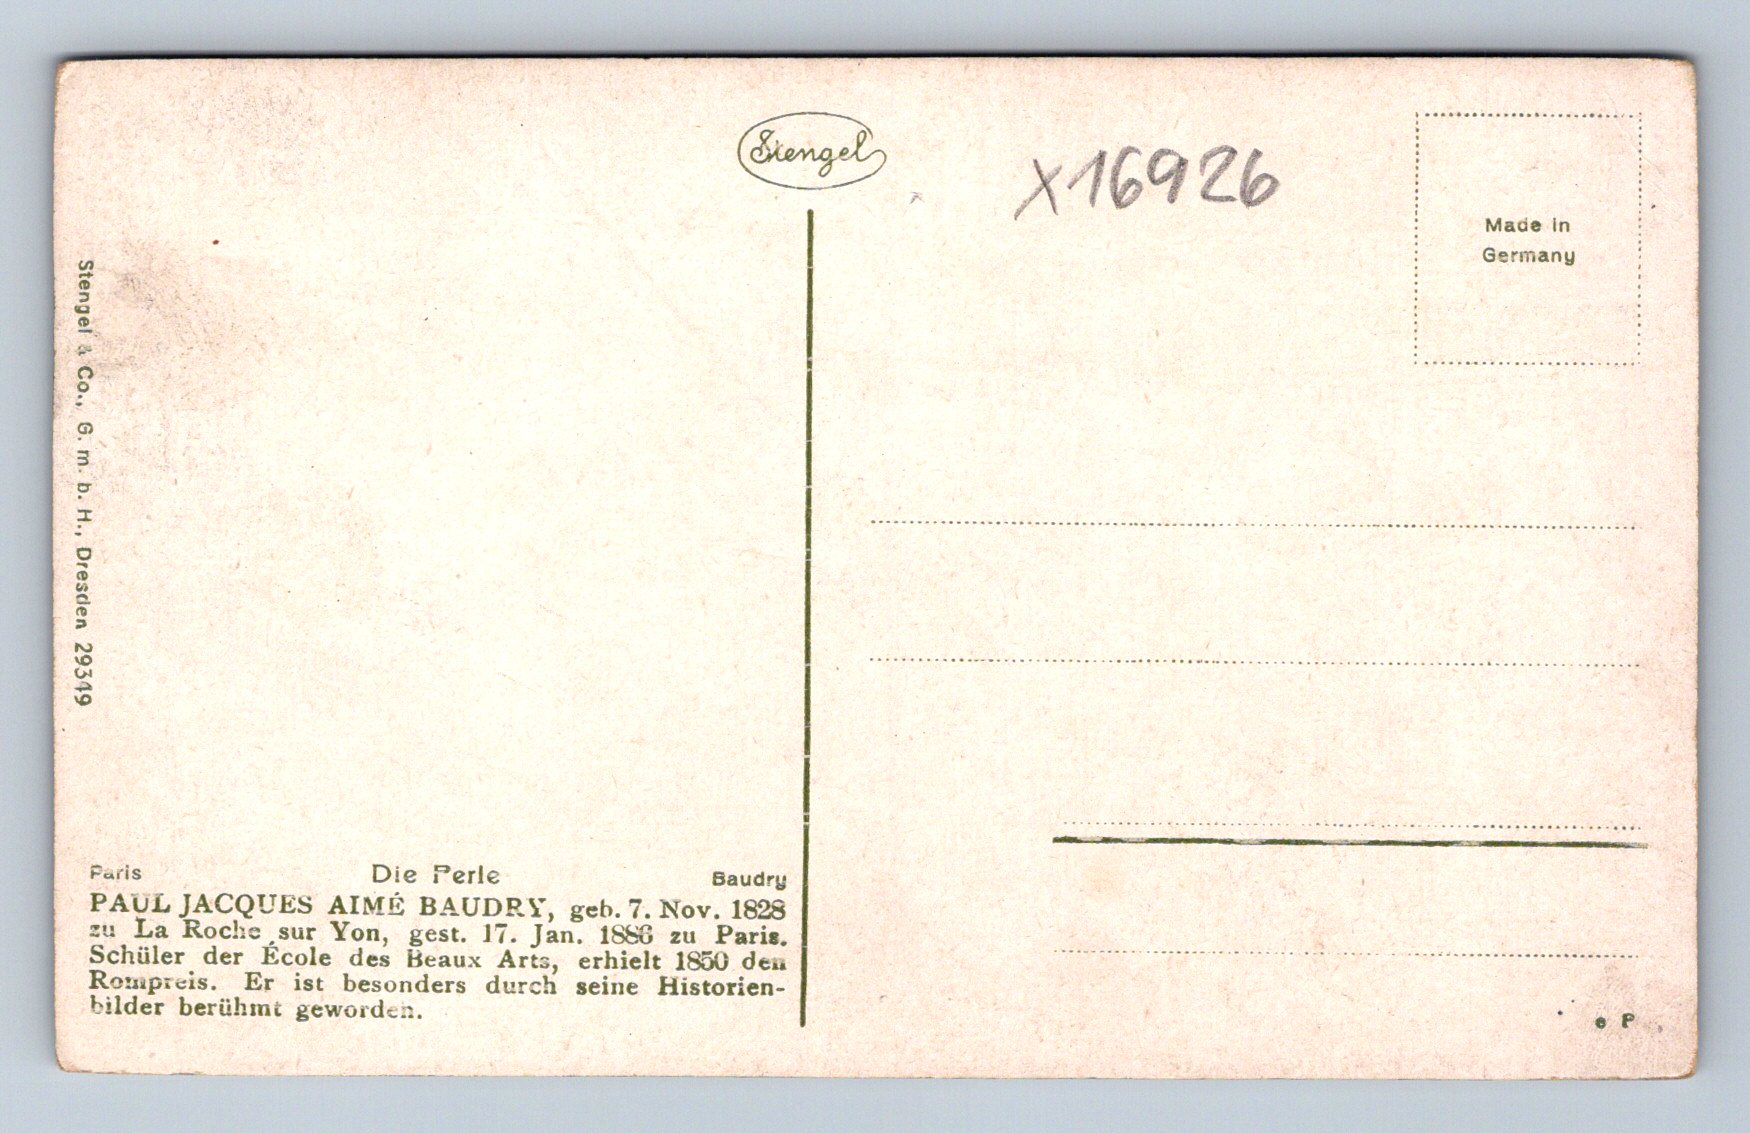 Stengel
X16926
Made in
Germany
Stengel & Co., G. m. b. H., Dresden 29349
Paris Die Perle Baudry
PAUL JACQUES AIMÉ BAUDRY, geb. 7. Nov. 1828
zu La Roche sur Yon, gest. 17. Jan. 1886 zu Paris.
Schüler der École des Beaux Arts, erhielt 1850 den
Rompreis. Er ist besonders durch seine Historien-
bilder berühmt geworden.
e P